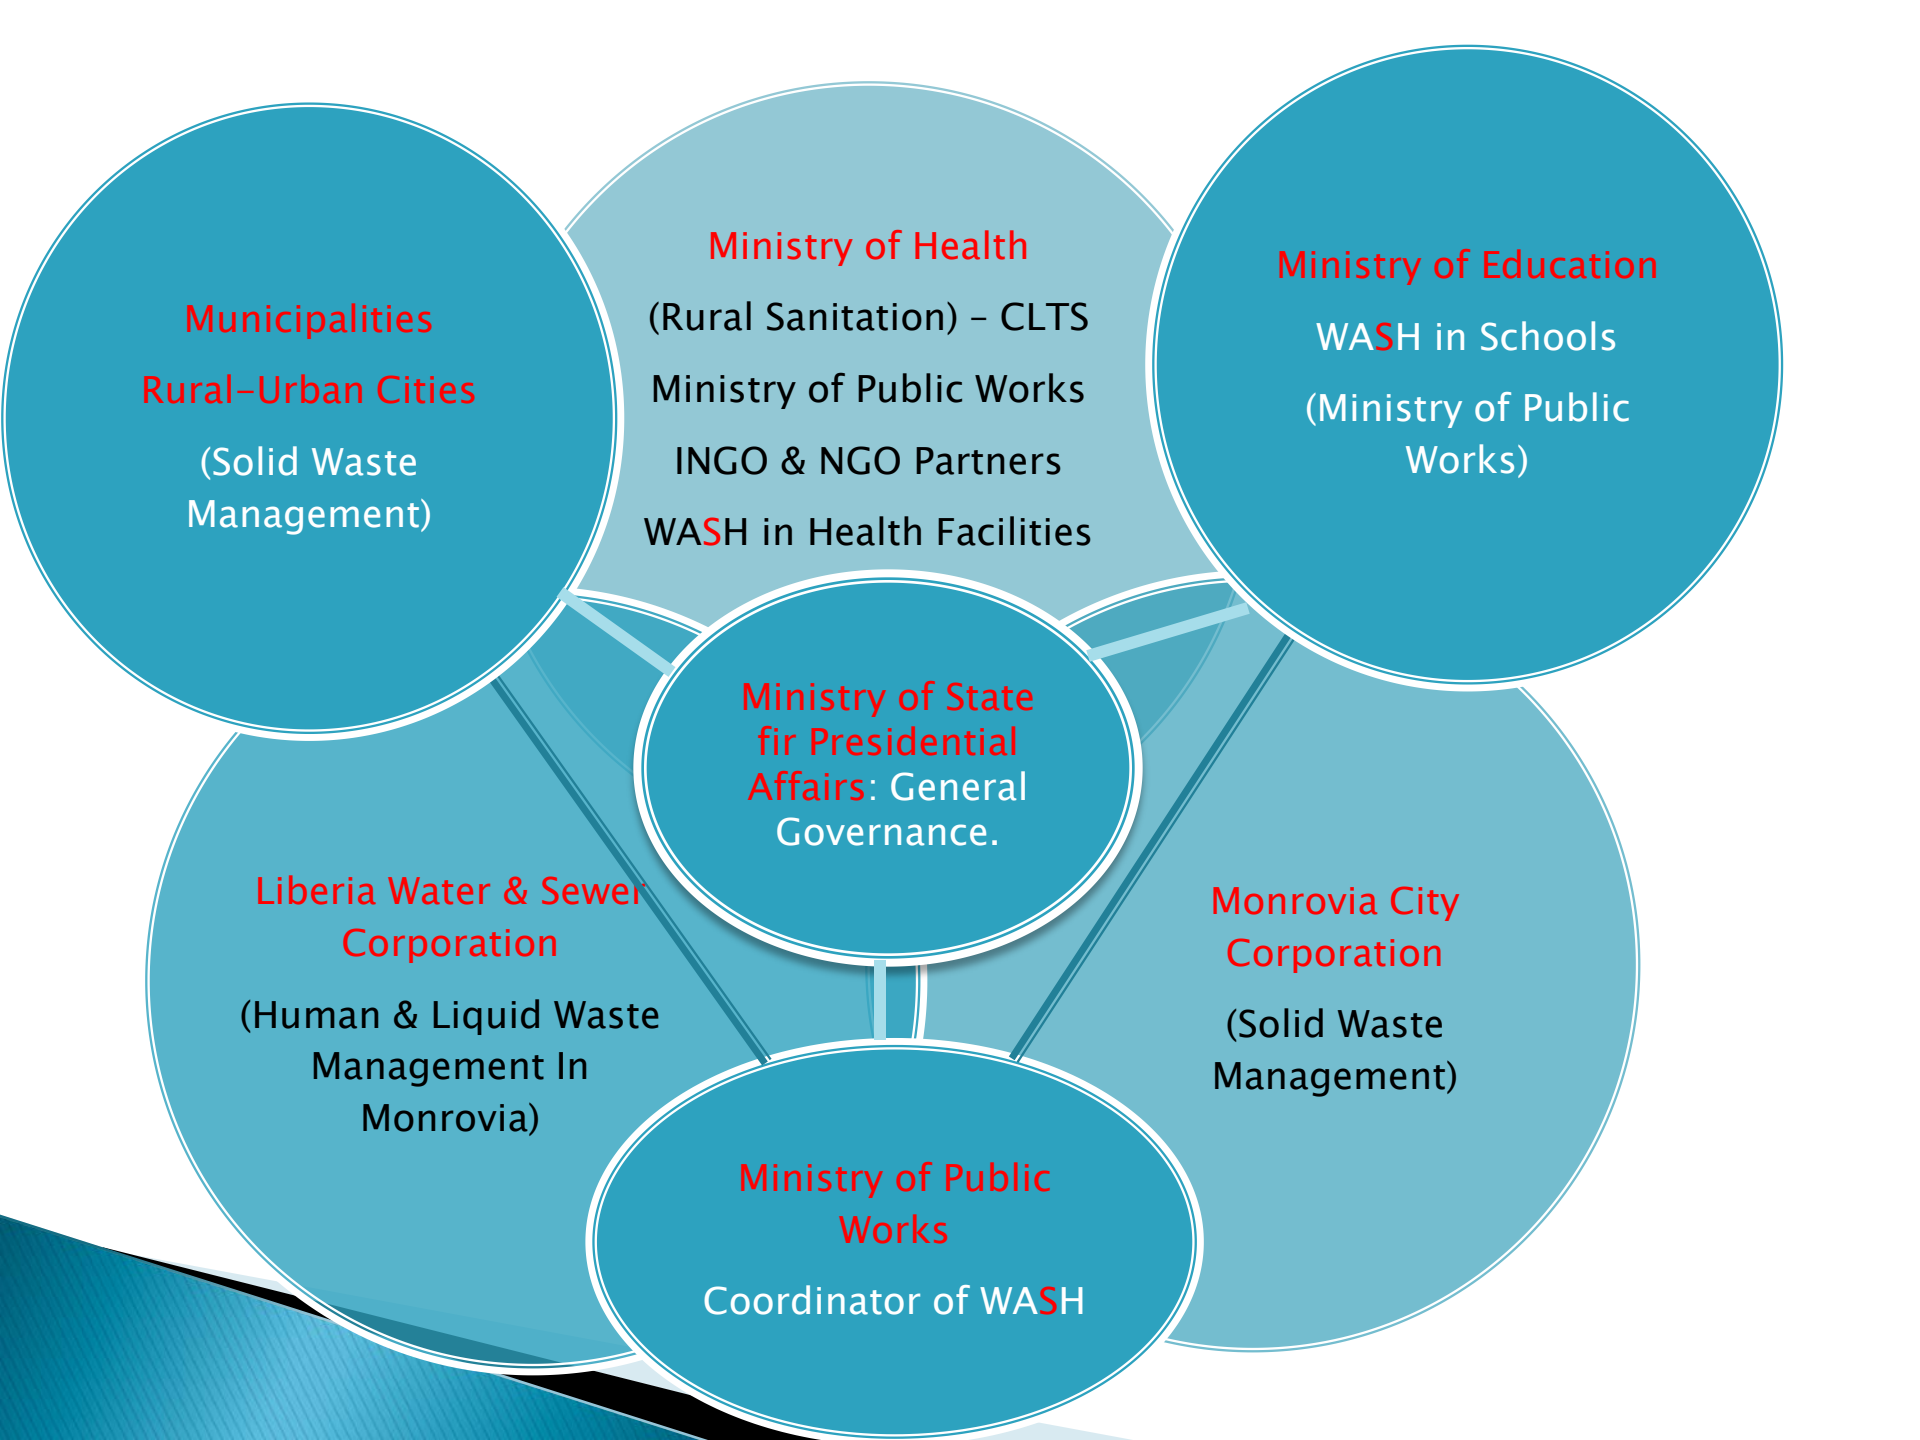 Municipalities
Rural-Urban Cities
(Solid Waste
Management)
Ministry of Health
(Rural Sanitation) – CLTS
Ministry of Public Works
INGO & NGO Partners
WASH in Health Facilities
Ministry of Education
WASH in Schools
(Ministry of Public
Works)
Ministry of State
fir Presidential
Affairs: General
Governance.
Liberia Water & Sewer
Corporation
(Human & Liquid Waste
Management In
Monrovia)
Monrovia City
Corporation
(Solid Waste
Management)
Ministry of Public
Works
Coordinator of WASH